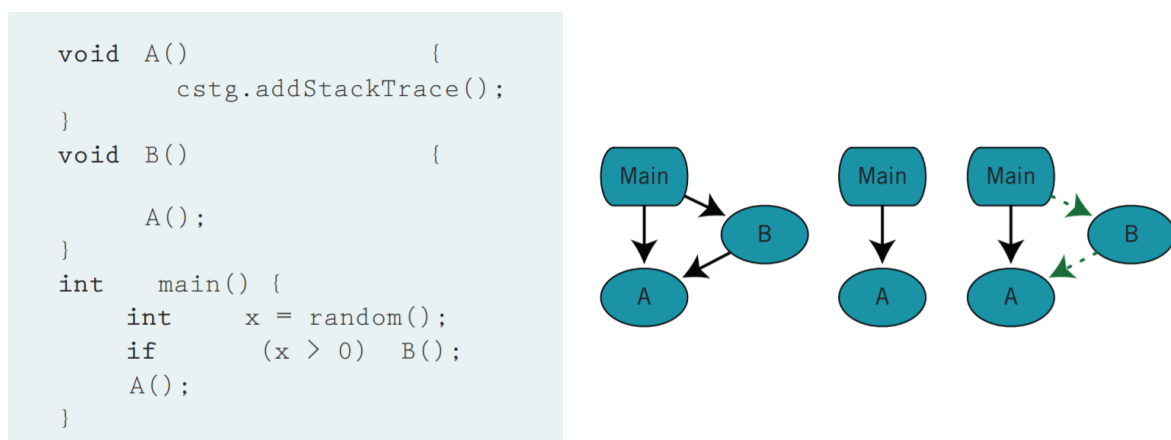 void A() {
cstg.addStackTrace();
}
void B() {
A();
}
int main() {
int x = random();
if (x > 0) B();
A();
}
Main
B
A
Main
A
Main
B
A